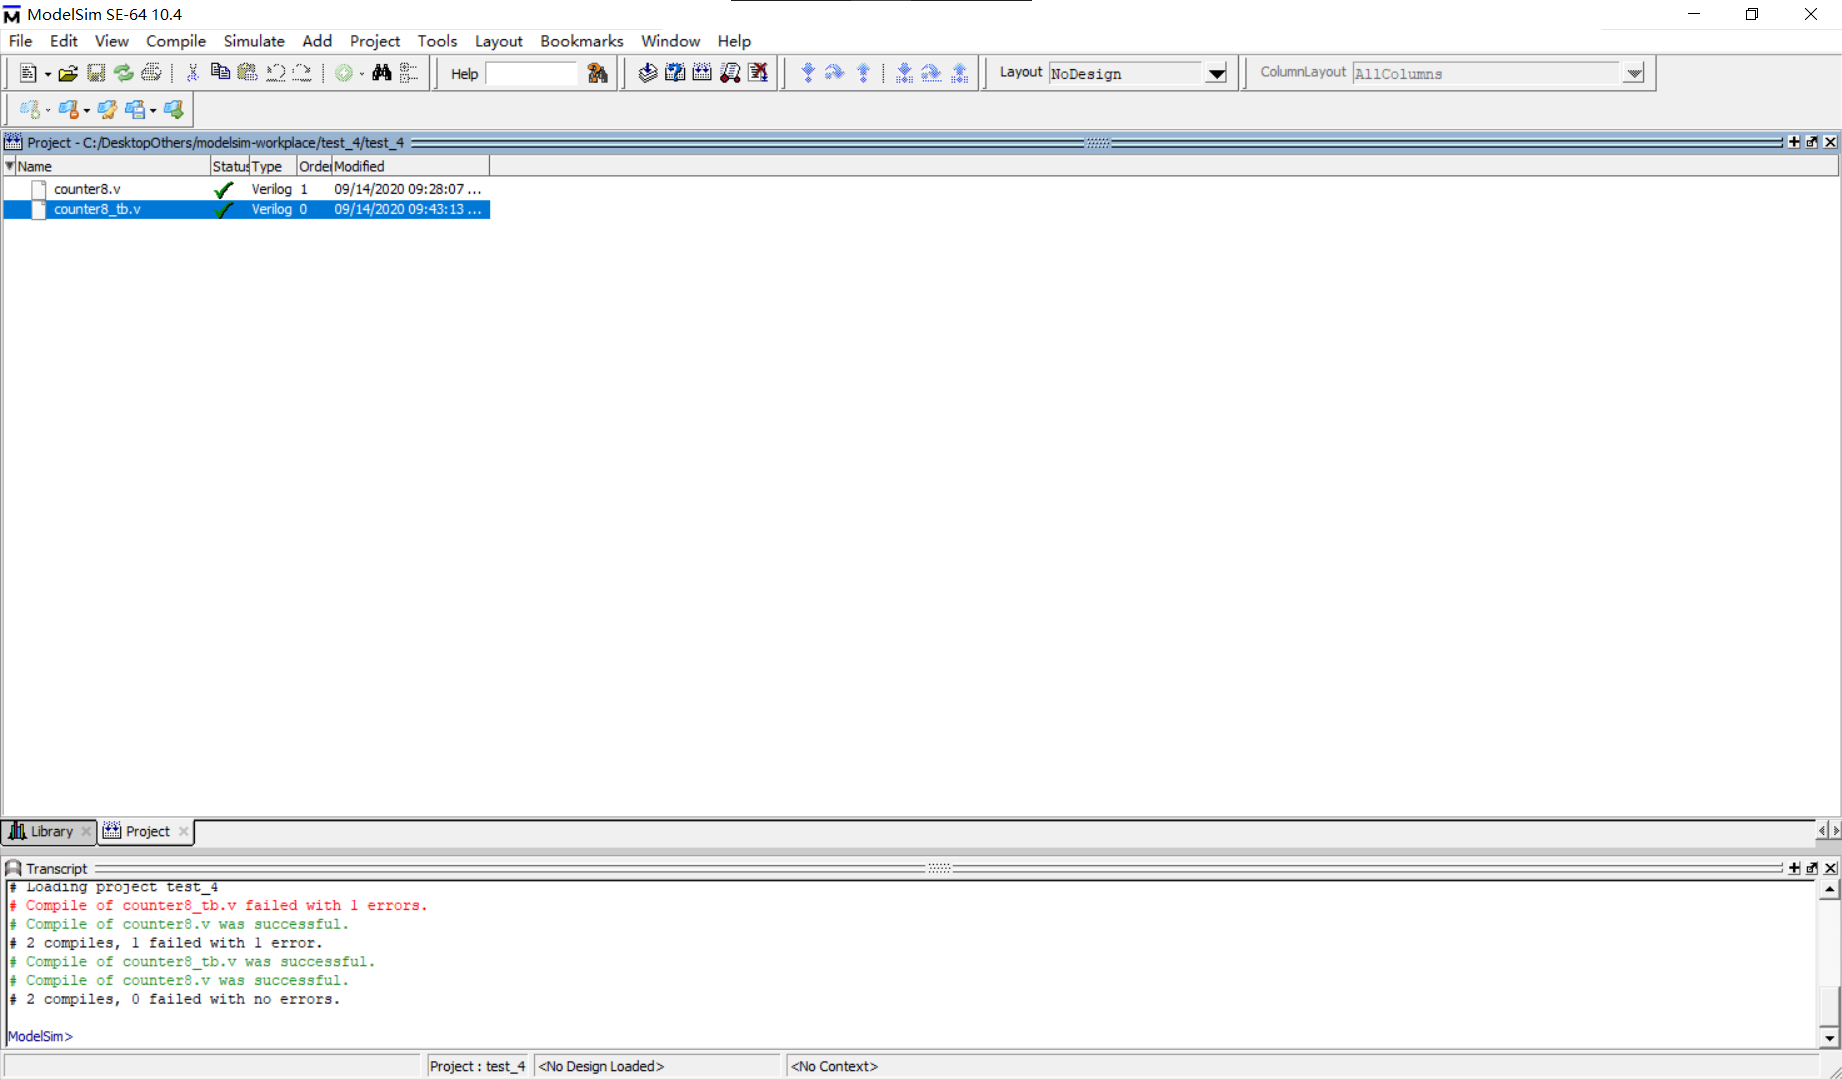 ModelSim SE-64 10.4
File Edit View Compile Simulate Add Project Tools Layout Bookmarks Window Help
Help Layout NoDesign ColumnLayout AllColumns
Project - C:/DesktopOthers/modelsim-workplace/test_4/test_4
Name Status Type Order Modified
counter8.v Verilog 1 09/14/2020 09:28:07 ...
counter8_tb.v Verilog 0 09/14/2020 09:43:13 ...
Library Project
Transcript
# Loading project test_4
# Compile of counter8_tb.v failed with 1 errors.
# Compile of counter8.v was successful.
# 2 compiles, 1 failed with 1 error.
# Compile of counter8_tb.v was successful.
# Compile of counter8.v was successful.
# 2 compiles, 0 failed with no errors.
ModelSim>
Project : test_4 <No Design Loaded> <No Context>